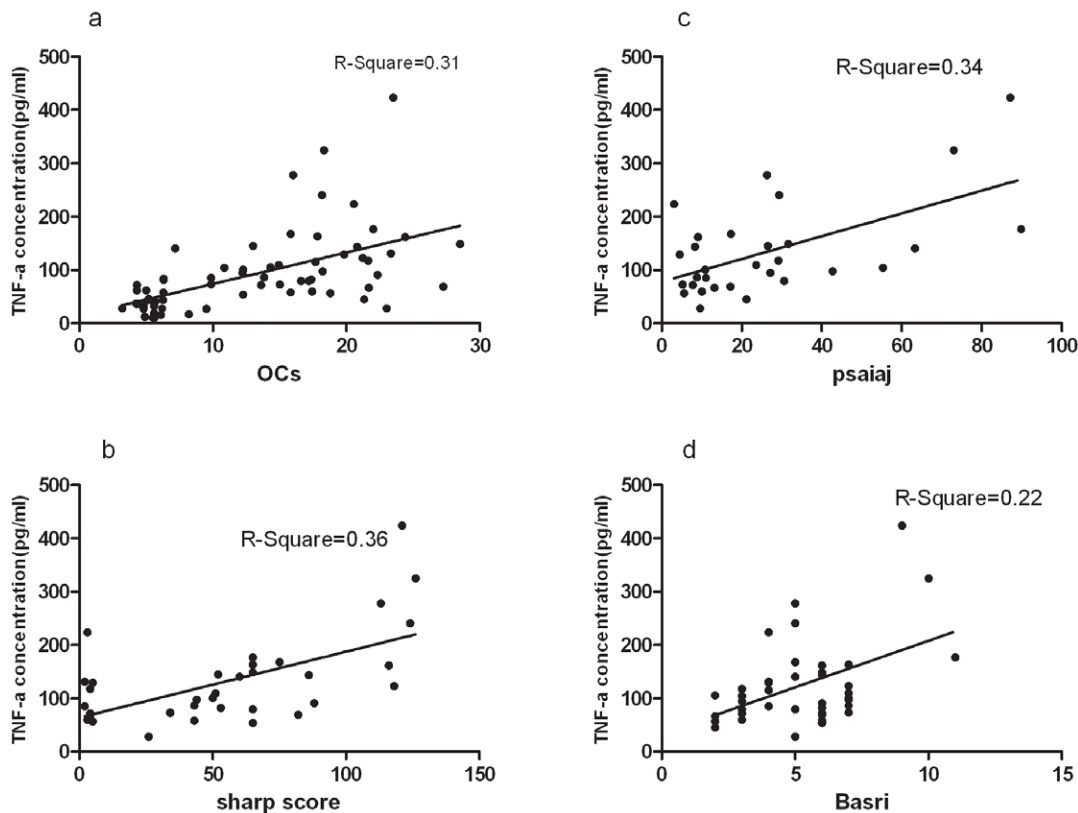 a
R-Square=0.31
TNF-a concentration(pg/ml)
500
400
300
200
100
0
0 10 20 30
OCs
c
R-Square=0.34
TNF-a concentration(pg/ml)
500
400
300
200
100
0
0 20 40 60 80 100
psaiaj
b
R-Square=0.36
TNF-a concentration(pg/ml)
500
400
300
200
100
0
0 50 100 150
sharp score
d
R-Square=0.22
TNF-a concentration(pg/ml)
500
400
300
200
100
0
0 5 10 15
Basri